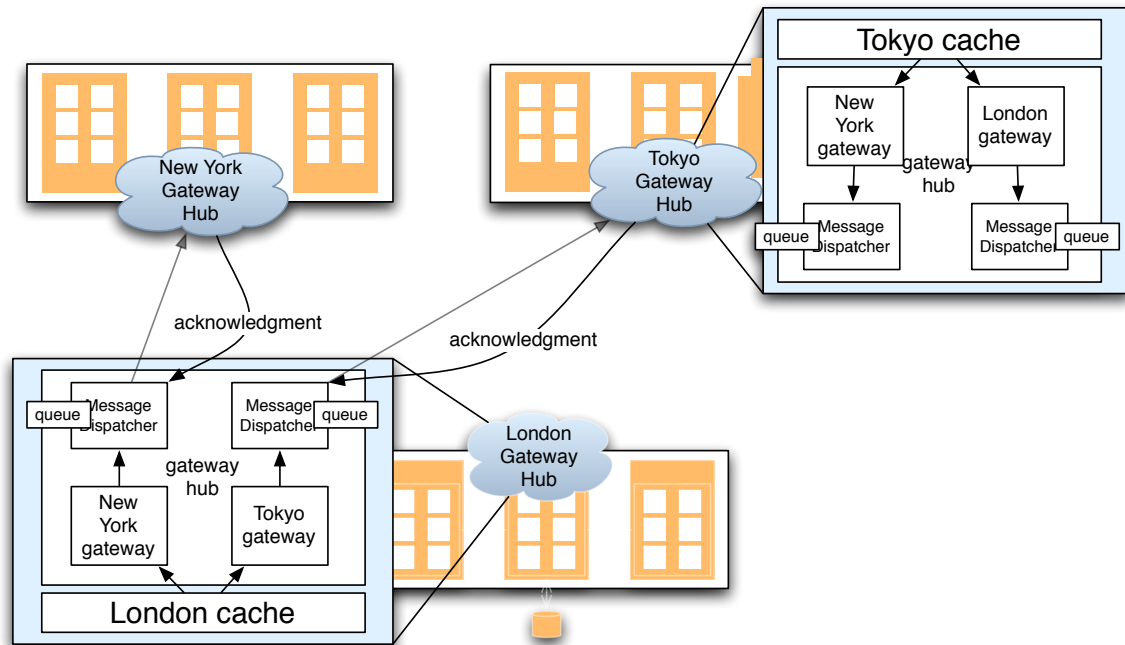 Tokyo cache
New
York
gateway
London
gateway
gateway
hub
queue
Message
Dispatcher
Message
Dispatcher
queue
New York
Gateway
Hub
Tokyo
Gateway
Hub
acknowledgment
acknowledgment
queue
Message
Dispatcher
Message
Dispatcher
queue
gateway
hub
New
York
gateway
Tokyo
gateway
London cache
London
Gateway
Hub